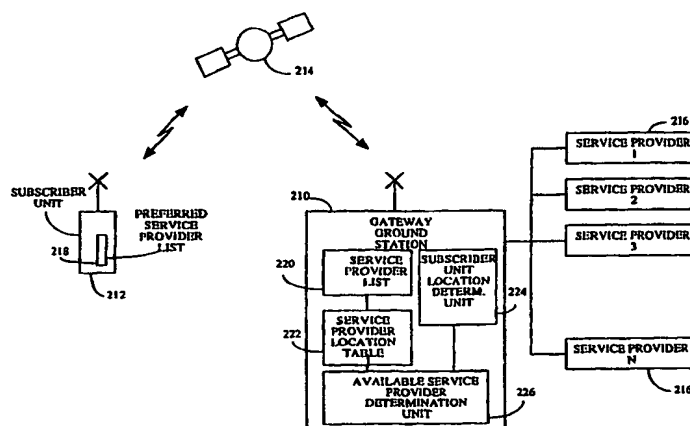 214
216
SERVICE PROVIDER
1
SERVICE PROVIDER
2
SERVICE PROVIDER
3
SERVICE PROVIDER
N
216
SUBSCRIBER
UNIT
PREFERRED
SERVICE
PROVIDER
LIST
218
212
210
GATEWAY
GROUND
STATION
220
SERVICE
PROVIDER
LIST
SUBSCRIBER
UNIT
LOCATION
DETERM.
UNIT
224
222
SERVICE
PROVIDER
LOCATION
TABLE
AVAILABLE SERVICE
PROVIDER
DETERMINATION
UNIT
226